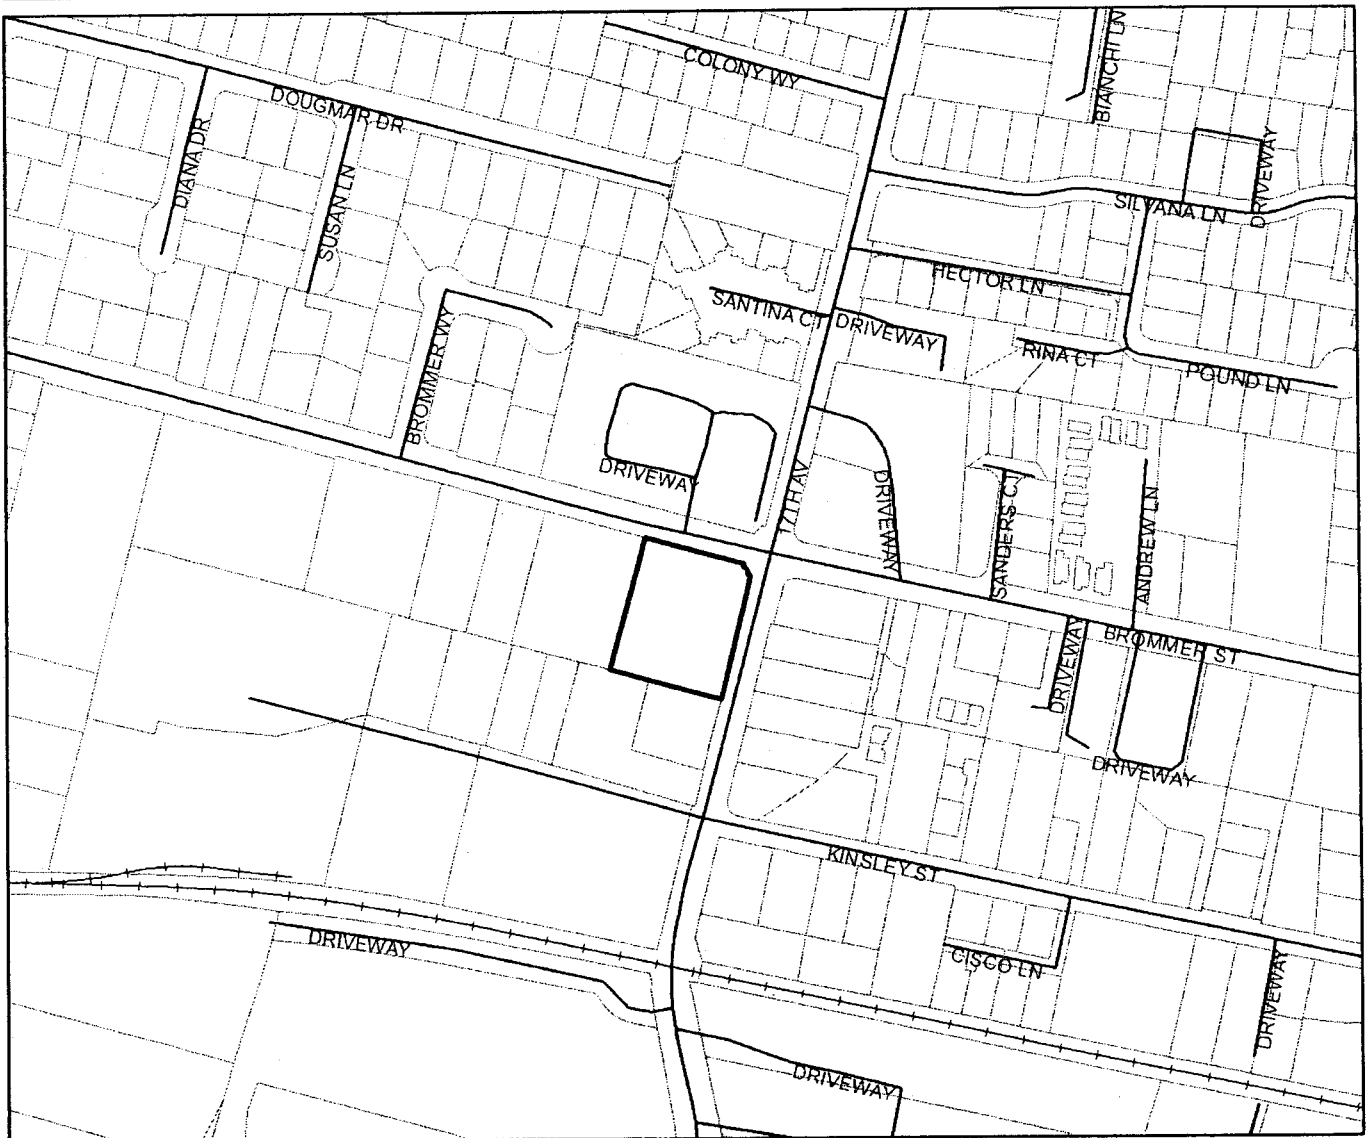 COLONY WY
BIANCHI LN
DOUGMAR DR
DIANA DR
SUSAN LN
DRIVEWAY
SILVANA LN
HECTOR LN
SANTINA CT
DRIVEWAY
RINA CT
POUND LN
BROMMER WY
DRIVEWAY
17TH AV
DRIVEWAY
SANDERS CT
ANDREW LN
BROMMER ST
DRIVEWAY
DRIVEWAY
KINSLEY ST
DRIVEWAY
CISCO LN
DRIVEWAY
DRIVEWAY